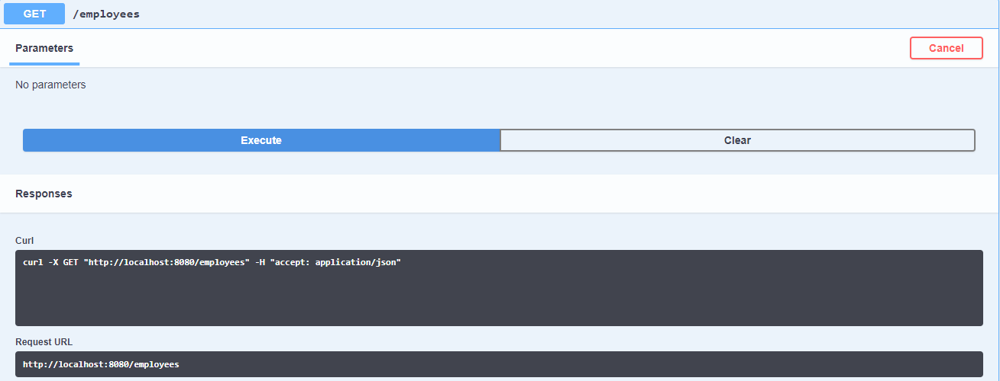 GET /employees
Parameters Cancel
No parameters
Execute Clear
Responses
Curl
curl -X GET "http://localhost:8080/employees" -H "accept: application/json"
Request URL
http://localhost:8080/employees